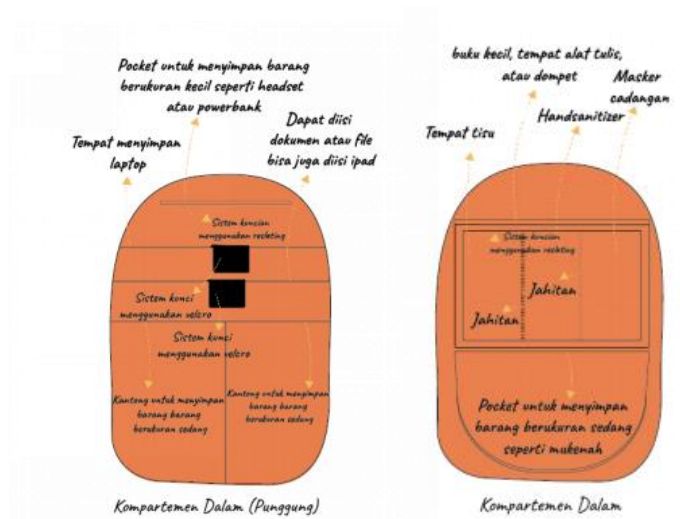 Pocket untuk menyimpan barang
berukuran kecil seperti headset
atau powerbank
Tempat menyimpan
laptop
Dapat diisi
dokumen atau file
bisa juga diisi ipad
Sistem kuncian
menggunakan resleting
Sistem kunci
menggunakan velcro
Sistem kunci
menggunakan velcro
Kantong untuk menyimpan
barang barang
berukuran sedang
Kantong untuk menyimpan
barang barang
berukuran sedang
Kompartemen Dalam (Punggung)
buku kecil, tempat alat tulis,
atau dompet
Masker
cadangan
Handsanitizer
Tempat tisu
Sistem kuncian
menggunakan resleting
Jahitan
Jahitan
Pocket untuk menyimpan
barang berukuran sedang
seperti mukenah
Kompartemen Dalam